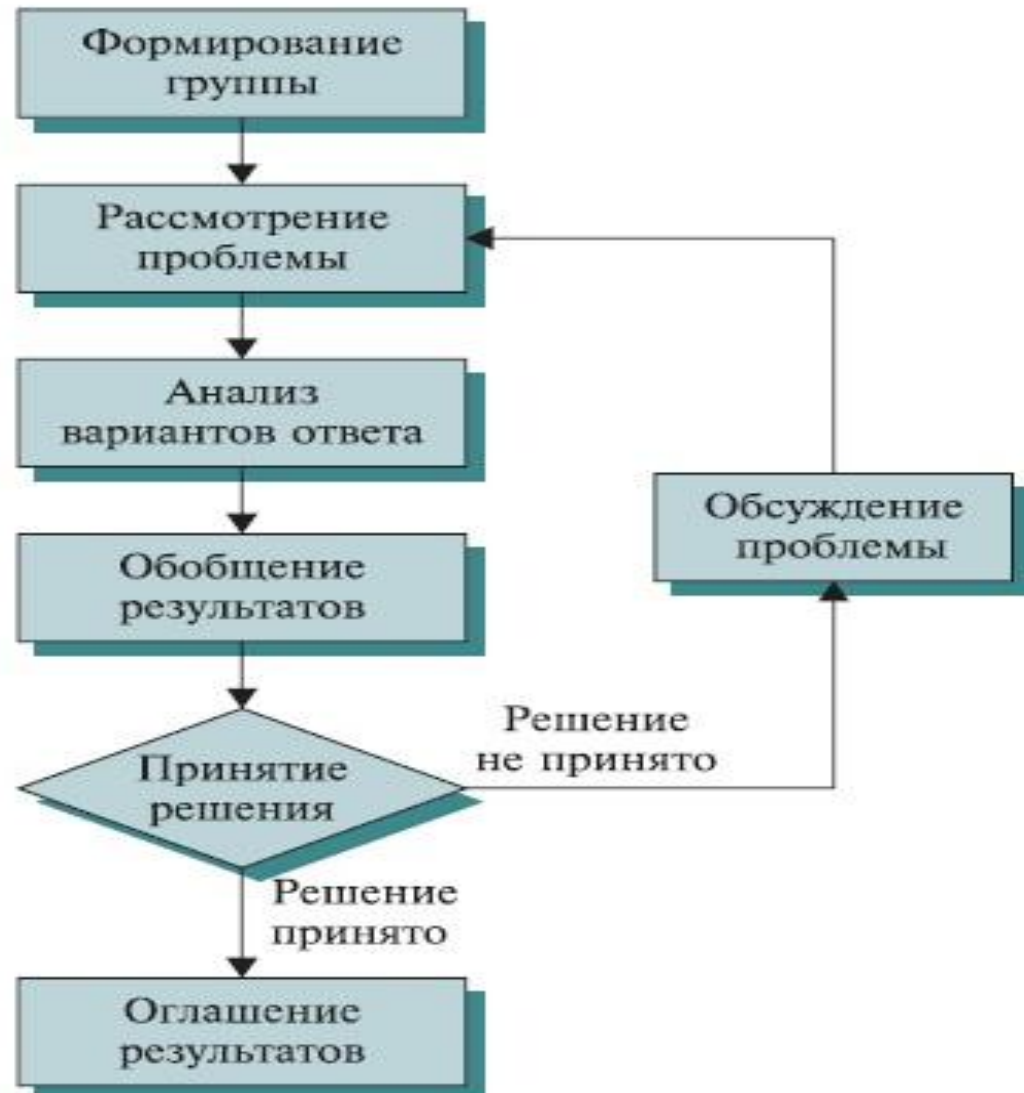 Формирование
группы
Рассмотрение
проблемы
Анализ
вариантов ответа
Обобщение
результатов
Принятие
решения
Решение
не принято
Обсуждение
проблемы
Решение
принято
Оглашение
результатов